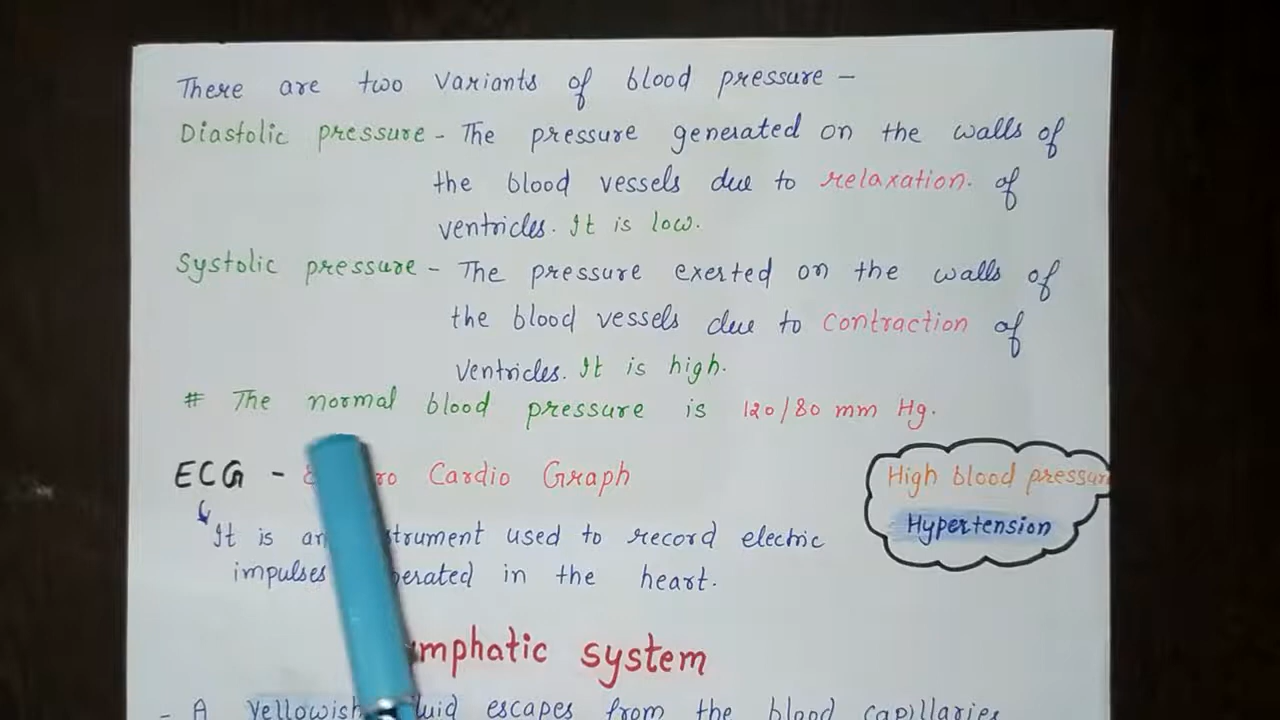 There are two variants of blood pressure -
Diastolic pressure - The pressure generated on the walls of
the blood vessels due to relaxation. of
ventricles. It is low.
Systolic pressure - The pressure exerted on the walls of
the blood vessels due to contraction of
ventricles. It is high.
# The normal blood pressure is 120/80 mm Hg.
ECG - Cardio Graph
High blood pressur
It is used to record electric
Hypertension
impulses in the heart.
system
- A yellowish escapes from the blood capillaries